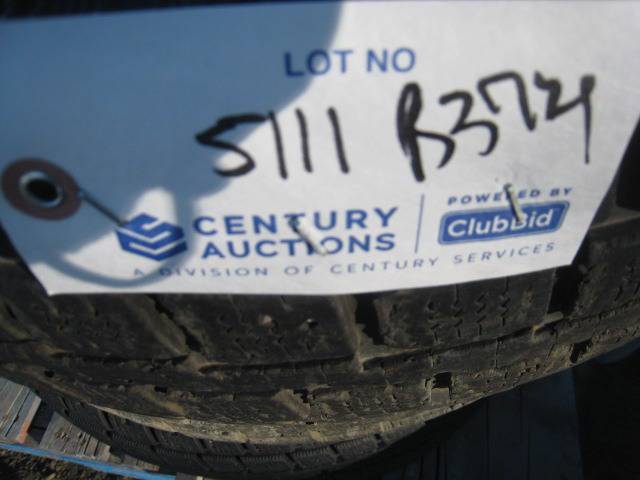 LOT NO
5111 B374
CENTURY AUCTIONS
A DIVISION OF CENTURY SERVICES
POWERED BY
ClubBid